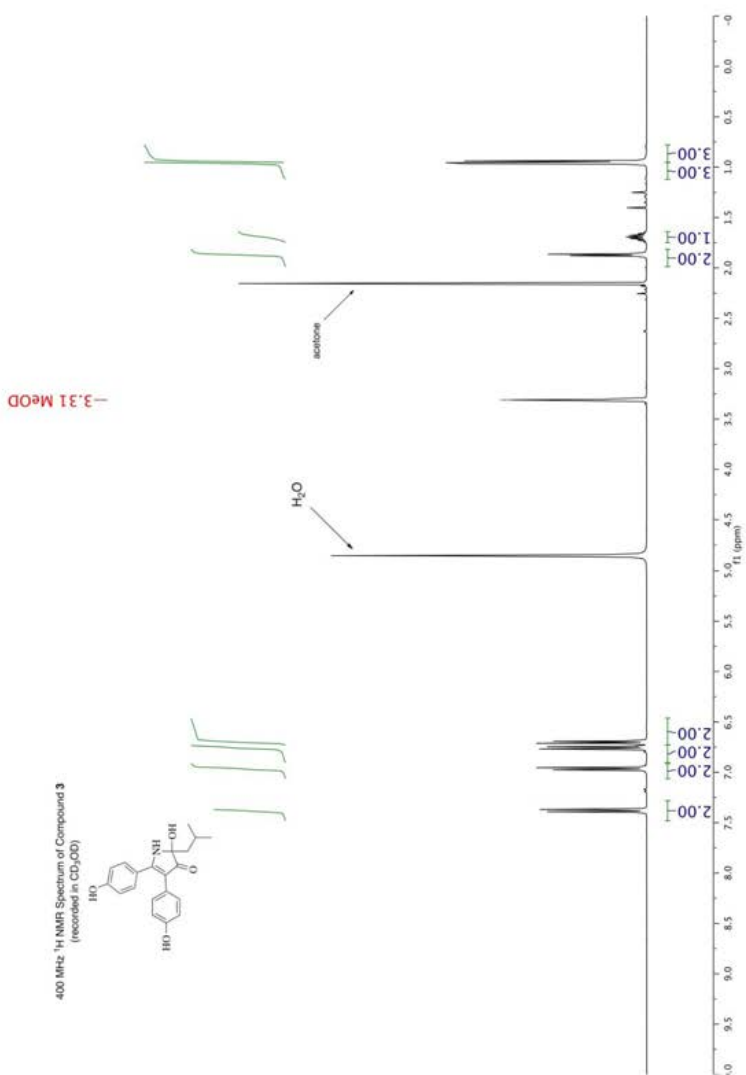 400 MHz ¹H NMR Spectrum of Compound 3
(recorded in CD₃OD)
HO
HO
NH
OH
O
—3.31 MeOD
H₂O
acetone
2.00
2.00
2.00
2.00
2.00
1.00
3.00
3.00
.0
9.5
9.0
8.5
8.0
7.5
7.0
6.5
6.0
5.5
5.0
4.5
4.0
3.5
3.0
2.5
2.0
1.5
1.0
0.5
0.0
-0
f1 (ppm)